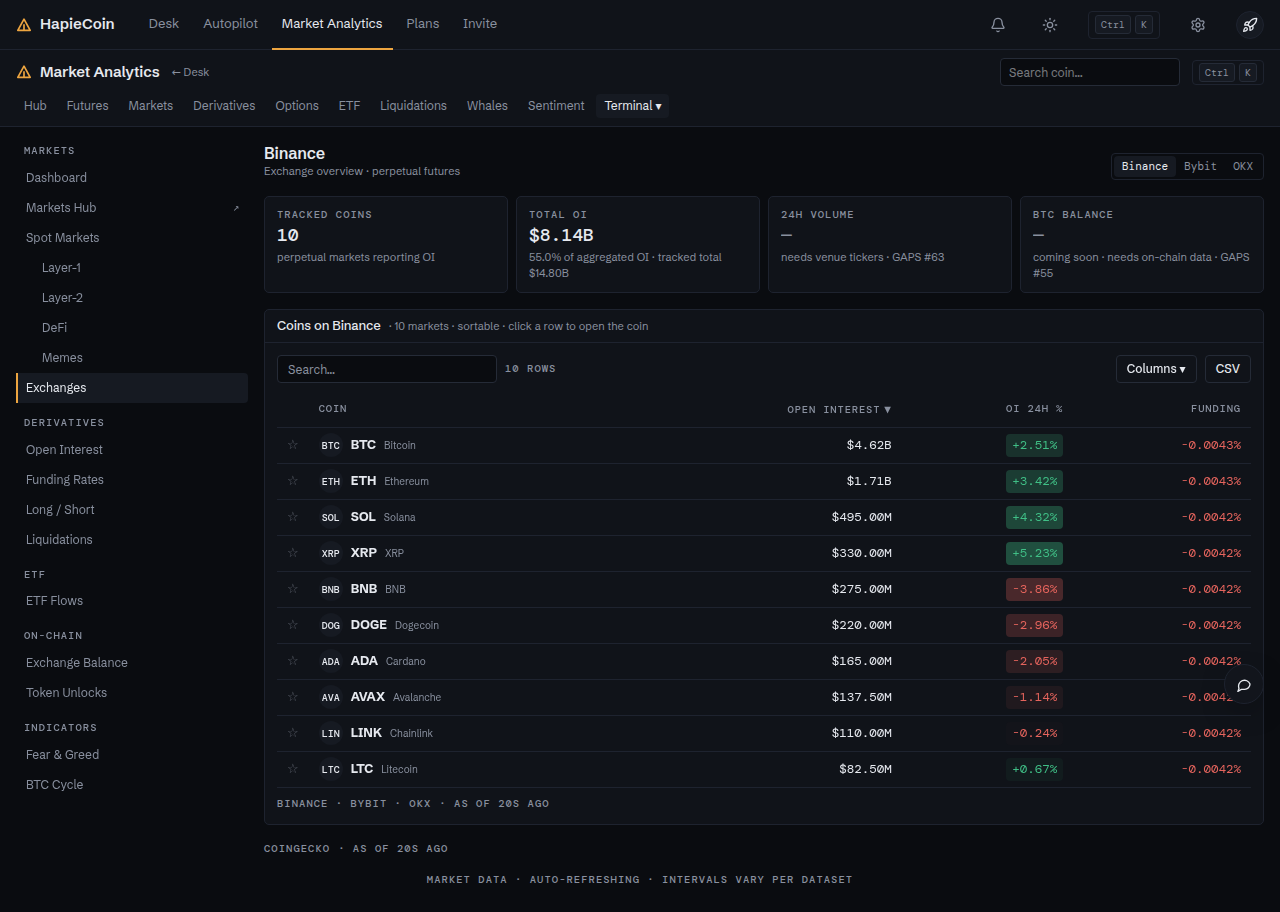 HapieCoin Desk Autopilot Market Analytics Plans Invite Ctrl K
Market Analytics ← Desk Search coin... Ctrl K
Hub Futures Markets Derivatives Options ETF Liquidations Whales Sentiment Terminal ▾
MARKETS
Dashboard
Markets Hub ↗
Spot Markets
Layer-1
Layer-2
DeFi
Memes
Exchanges
DERIVATIVES
Open Interest
Funding Rates
Long / Short
Liquidations
ETF
ETF Flows
ON-CHAIN
Exchange Balance
Token Unlocks
INDICATORS
Fear & Greed
BTC Cycle
Binance
Exchange overview · perpetual futures
Binance Bybit OKX
TRACKED COINS
10
perpetual markets reporting OI
TOTAL OI
$8.14B
55.0% of aggregated OI · tracked total
$14.80B
24H VOLUME
—
needs venue tickers · GAPS #63
BTC BALANCE
—
coming soon · needs on-chain data · GAPS
#55
Coins on Binance · 10 markets · sortable · click a row to open the coin
Search… 10 ROWS Columns ▾ CSV
COIN OPEN INTEREST ▼ OI 24H % FUNDING
☆ BTC BTC Bitcoin $4.62B +2.51% -0.0043%
☆ ETH ETH Ethereum $1.71B +3.42% -0.0043%
☆ SOL SOL Solana $495.00M +4.32% -0.0042%
☆ XRP XRP XRP $330.00M +5.23% -0.0042%
☆ BNB BNB BNB $275.00M -3.86% -0.0042%
☆ DOG DOGE Dogecoin $220.00M -2.96% -0.0042%
☆ ADA ADA Cardano $165.00M -2.05% -0.0042%
☆ AVA AVAX Avalanche $137.50M -1.14% -0.0042
☆ LIN LINK Chainlink $110.00M -0.24% -0.0042%
☆ LTC LTC Litecoin $82.50M +0.67% -0.0042%
BINANCE · BYBIT · OKX · AS OF 20S AGO
COINGECKO · AS OF 20S AGO
MARKET DATA · AUTO-REFRESHING · INTERVALS VARY PER DATASET